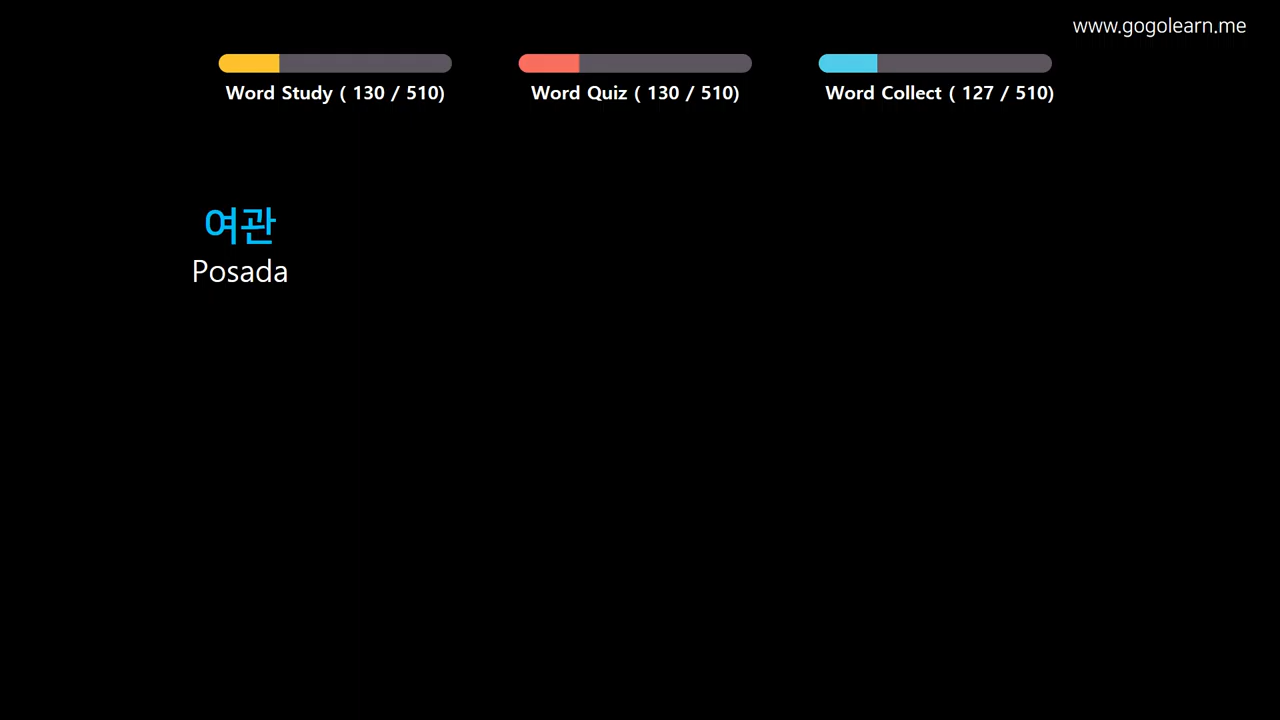 www.gogolearn.me
Word Study ( 130 / 510)
Word Quiz ( 130 / 510)
Word Collect ( 127 / 510)
여관
Posada